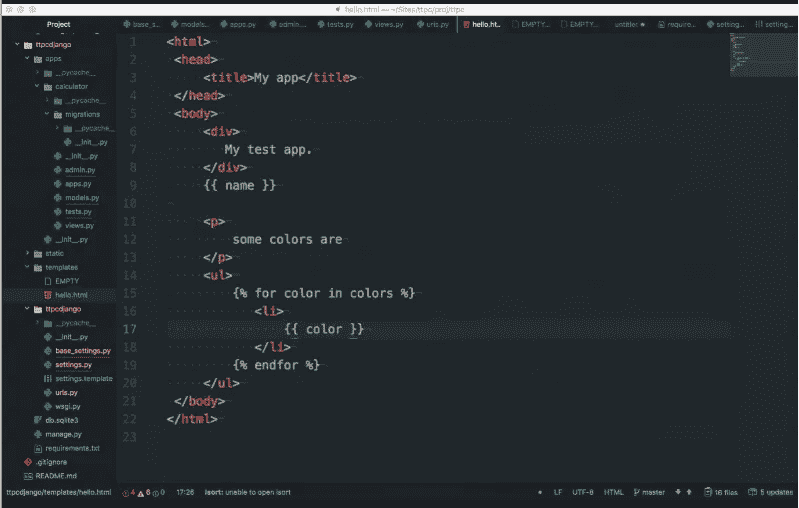 hello.html — ~/Sites/ttpc/proj/ttpc
Project
base_s...
models...
apps.py
admin....
tests.py
views.py
urls.py
hello.ht...
EMPTY...
EMPTY...
untitled
require...
setting...
setting...
ttpcdjango
apps
__pycache__
calculator
__pycache__
migrations
__pycache__
__init__.py
__init__.py
admin.py
apps.py
models.py
tests.py
views.py
__init__.py
static
templates
EMPTY
hello.html
ttpcdjango
__pycache__
__init__.py
base_settings.py
settings.py
settings.template
urls.py
wsgi.py
db.sqlite3
manage.py
requirements.txt
.gitignore
README.md
1 <html>
2 <head>
3 <title>My app</title>
4 </head>
5 <body>
6 <div>
7 My test app.
8 </div>
9 {{ name }}
10
11 <p>
12 some colors are
13 </p>
14 <ul>
15 {% for color in colors %}
16 <li>
17 {{ color }}
18 </li>
19 {% endfor %}
20 </ul>
21 </body>
22 </html>
23
ttpcdjango/templates/hello.html 4 6 0 17:26 isort: unable to open isort LF UTF-8 HTML master 16 files 5 updates